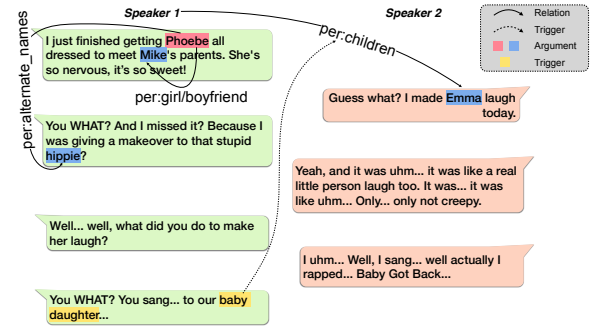 Speaker 1
Speaker 2
Relation
Trigger
Argument
Trigger
per:alternate_names
per:children
I just finished getting Phoebe all
dressed to meet Mike's parents. She's
so nervous, it's so sweet!
per:girl/boyfriend
Guess what? I made Emma laugh
today.
You WHAT? And I missed it? Because I
was giving a makeover to that stupid
hippie?
Yeah, and it was uhm... it was like a real
little person laugh too. It was... it was
like uhm... Only... only not creepy.
Well... well, what did you do to make
her laugh?
I uhm... Well, I sang... well actually I
rapped... Baby Got Back...
You WHAT? You sang... to our baby
daughter...